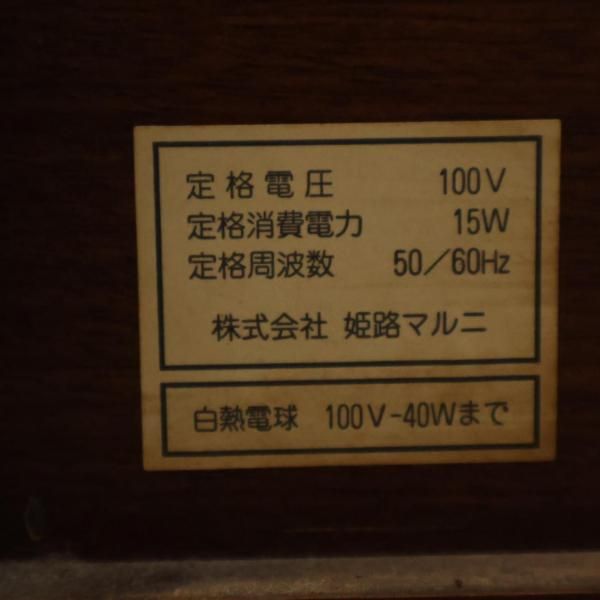 定格電圧 100V
定格消費電力 15W
定格周波数 50/60Hz
株式会社 姫路マルニ
白熱電球 100V-40Wまで